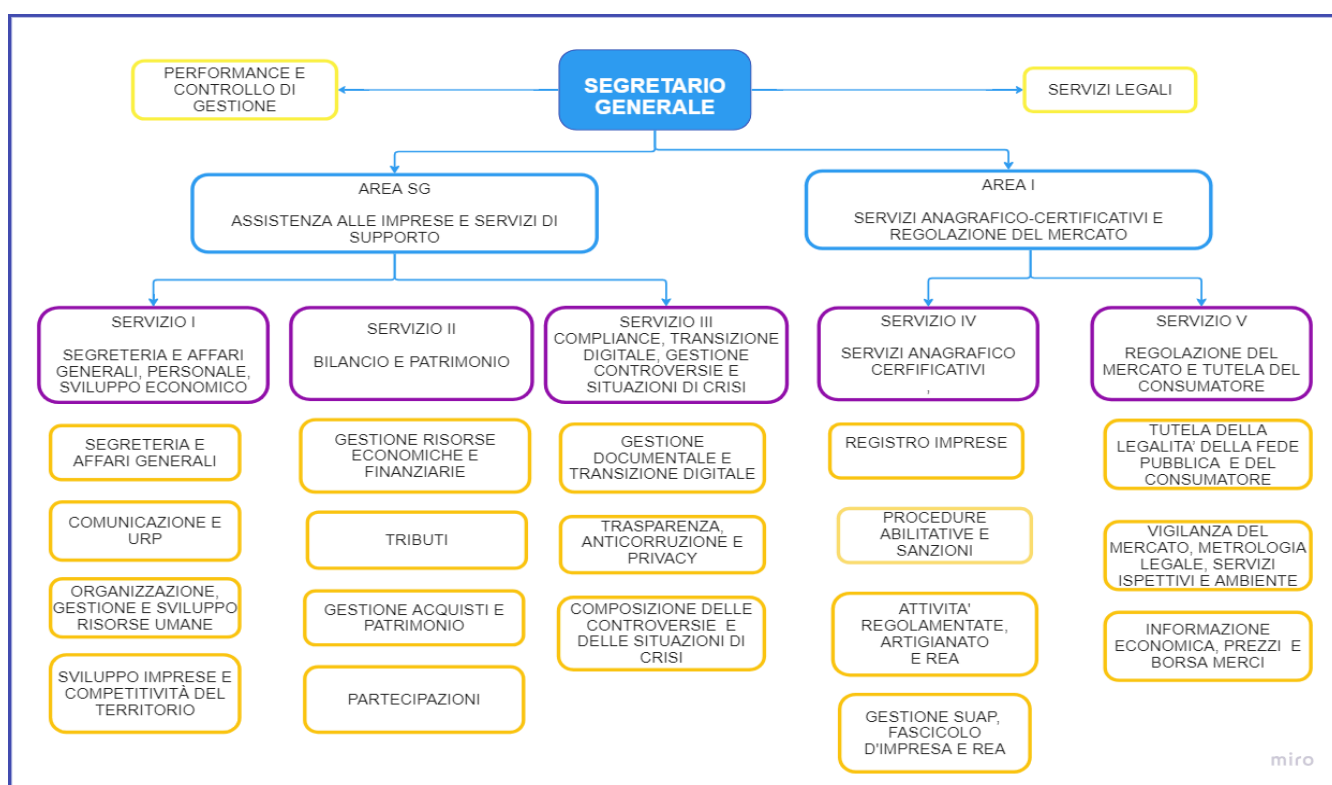 PERFORMANCE E
CONTROLLO DI
GESTIONE
SEGRETARIO
GENERALE
SERVIZI LEGALI
AREA SG
ASSISTENZA ALLE IMPRESE E SERVIZI DI
SUPPORTO
AREA I
SERVIZI ANAGRAFICO-CERTIFICATIVI E
REGOLAZIONE DEL MERCATO
SERVIZIO I
SEGRETERIA E AFFARI
GENERALI, PERSONALE,
SVILUPPO ECONOMICO
SERVIZIO II
BILANCIO E PATRIMONIO
SERVIZIO III
COMPLIANCE, TRANSIZIONE
DIGITALE, GESTIONE
CONTROVERSIE E
SITUAZIONI DI CRISI
SERVIZIO IV
SERVIZI ANAGRAFICO
CERFIFICATIVI
,
SERVIZIO V
REGOLAZIONE DEL
MERCATO E TUTELA DEL
CONSUMATORE
SEGRETERIA E
AFFARI GENERALI
COMUNICAZIONE E
URP
ORGANIZZAZIONE,
GESTIONE E SVILUPPO
RISORSE UMANE
SVILUPPO IMPRESE E
COMPETITIVITÀ DEL
TERRITORIO
GESTIONE RISORSE
ECONOMICHE E
FINANZIARIE
TRIBUTI
GESTIONE ACQUISTI E
PATRIMONIO
PARTECIPAZIONI
GESTIONE
DOCUMENTALE E
TRANSIZIONE DIGITALE
TRASPARENZA,
ANTICORRUZIONE E
PRIVACY
COMPOSIZIONE DELLE
CONTROVERSIE E
DELLE SITUAZIONI DI
CRISI
REGISTRO IMPRESE
PROCEDURE
ABILITATIVE E
SANZIONI
ATTIVITA'
REGOLAMENTATE,
ARTIGIANATO
E REA
GESTIONE SUAP,
FASCICOLO
D'IMPRESA E REA
TUTELA DELLA
LEGALITA’ DELLA FEDE
PUBBLICA E DEL
CONSUMATORE
VIGILANZA DEL
MERCATO, METROLOGIA
LEGALE, SERVIZI
ISPETTIVI E AMBIENTE
INFORMAZIONE
ECONOMICA, PREZZI E
BORSA MERCI
miro